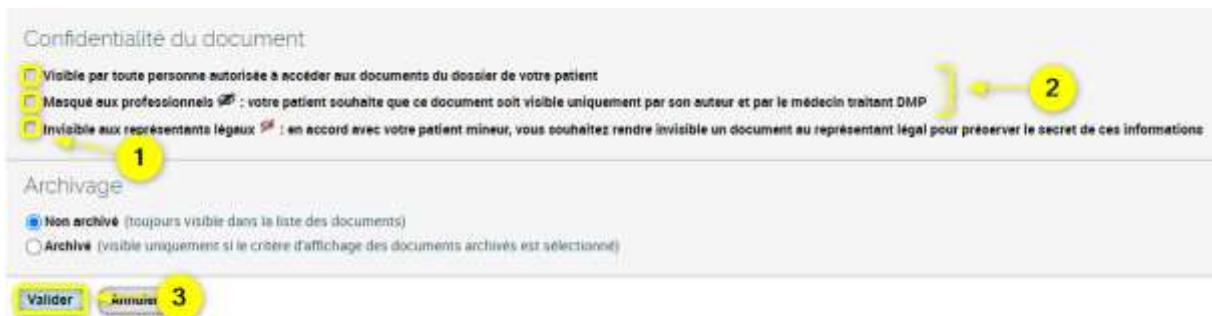 Confidentialité du document
Visible par toute personne autorisée à accéder aux documents du dossier de votre patient
Masqué aux professionnels : votre patient souhaite que ce document soit visible uniquement par son auteur et par le médecin traitant DMP
2
Invisible aux représentants légaux : en accord avec votre patient mineur, vous souhaitez rendre invisible un document au représentant légal pour préserver le secret de ces informations
1
Archivage
Non archivé (toujours visible dans la liste des documents)
Archivé (visible uniquement si le critère d'affichage des documents archivés est sélectionné)
Valider Annuler 3